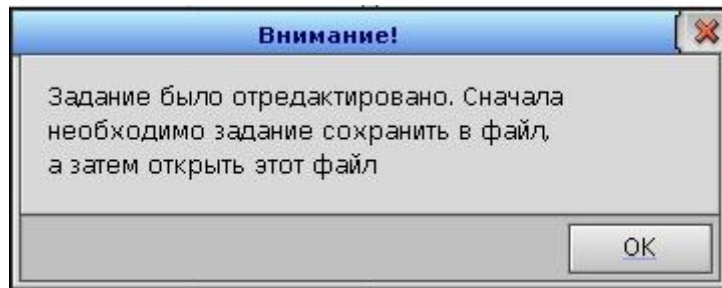 Внимание!
Задание было отредактировано. Сначала
необходимо задание сохранить в файл,
а затем открыть этот файл
OK